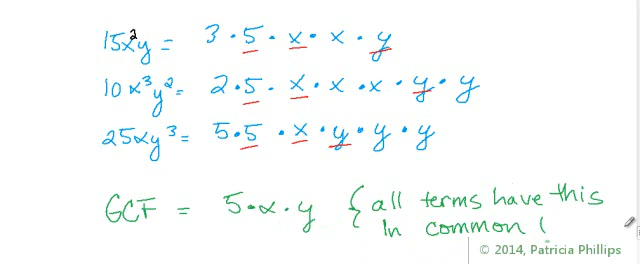 15x²y = 3 · 5 · x · x · y
10x³y² = 2 · 5 · x · x · x · y · y
25xy³ = 5 · 5 · x · y · y · y
GCF = 5 · x · y { all terms have this
in common (
© 2014, Patricia Phillips